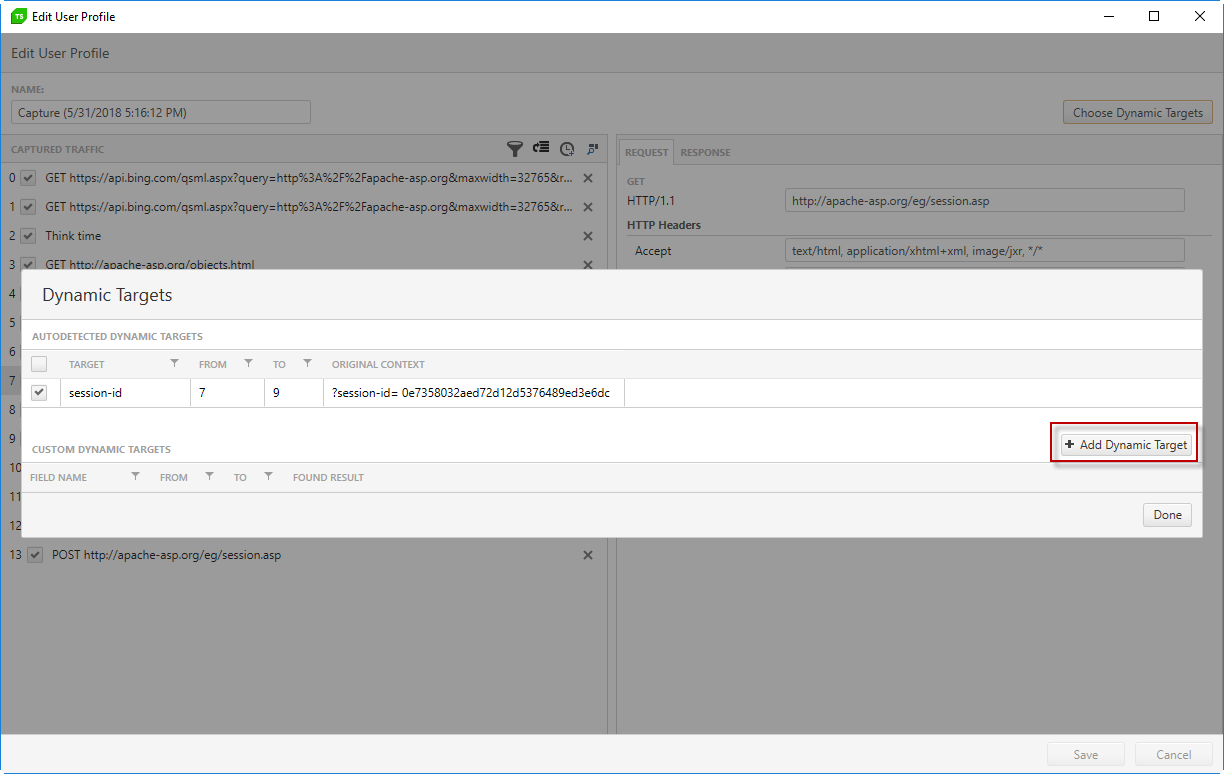 TS Edit User Profile
Edit User Profile
NAME:
Capture (5/31/2018 5:16:12 PM)
Choose Dynamic Targets
CAPTURED TRAFFIC
0 GET https://api.bing.com/qsml.aspx?query=http%3A%2F%2Fapache-asp.org&maxwidth=32765&r...
1 GET https://api.bing.com/qsml.aspx?query=http%3A%2F%2Fapache-asp.org&maxwidth=32765&r...
2 Think time
3 GET http://apache-asp.org/objects.html
4
5
6
7
8
9
10
11
12
13 POST http://apache-asp.org/eg/session.asp
REQUEST RESPONSE
GET
HTTP/1.1 http://apache-asp.org/eg/session.asp
HTTP Headers
Accept text/html, application/xhtml+xml, image/jxr, */*
Dynamic Targets
AUTODETECTED DYNAMIC TARGETS
TARGET FROM TO ORIGINAL CONTEXT
session-id 7 9 ?session-id= 0e7358032aed72d12d5376489ed3e6dc
+ Add Dynamic Target
CUSTOM DYNAMIC TARGETS
FIELD NAME FROM TO FOUND RESULT
Done
Save Cancel